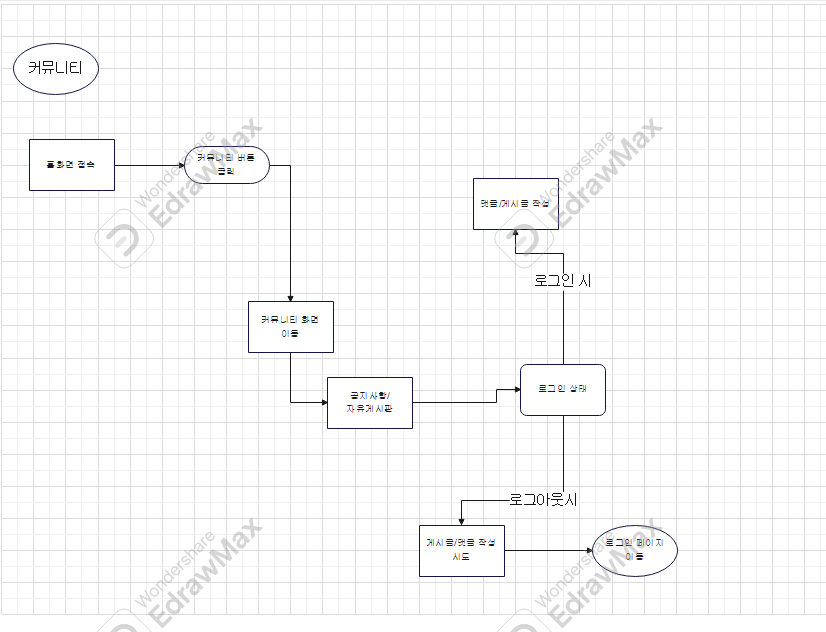 커뮤니티
홈화면 접속
커뮤니티 버튼
클릭
댓글/게시글 작성
로그인 시
커뮤니티 화면
이동
공지사항/
자유게시판
로그인 상태
로그아웃시
게시글/댓글 작성
시도
로그인 페이지
이동
Wondershare
EdrawMax
Wondershare
EdrawMax
Wondershare
EdrawMax
Wondershare
EdrawMax